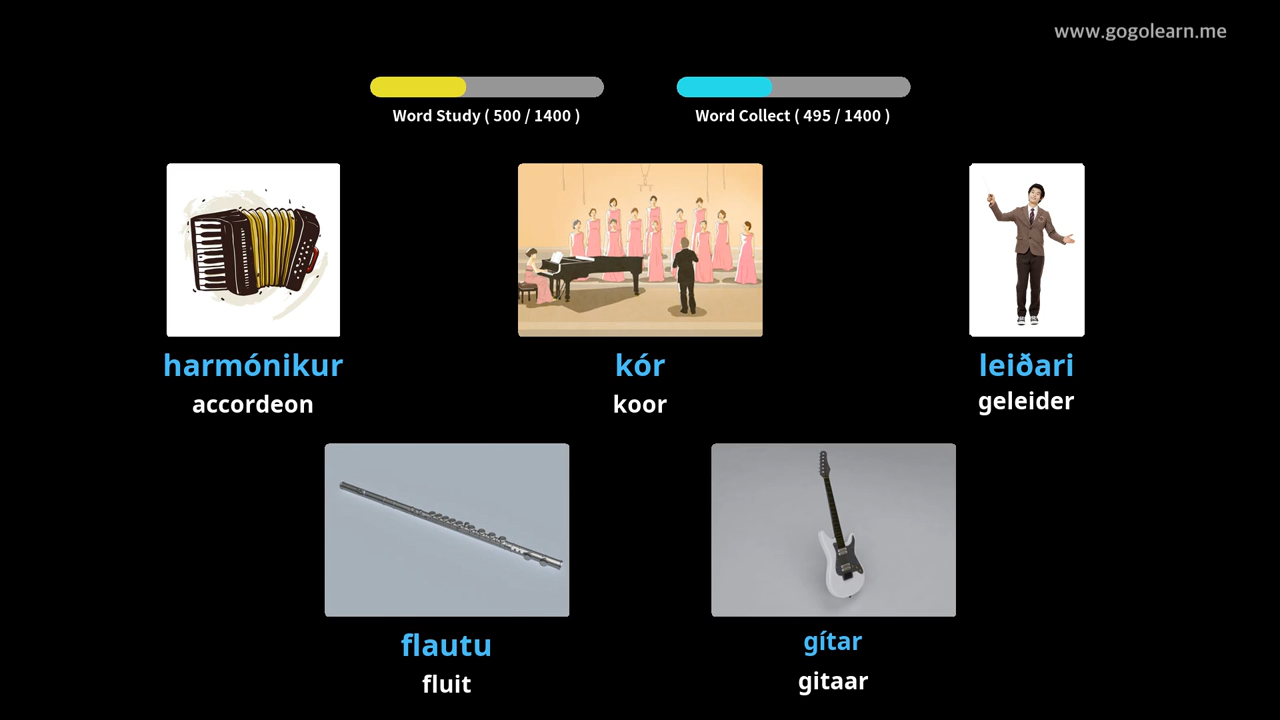 www.gogolearn.me
Word Study ( 500 / 1400 )
Word Collect ( 495 / 1400 )
harmónikur
accordeon
kór
koor
leiðari
geleider
flautu
fluit
gítar
gitaar